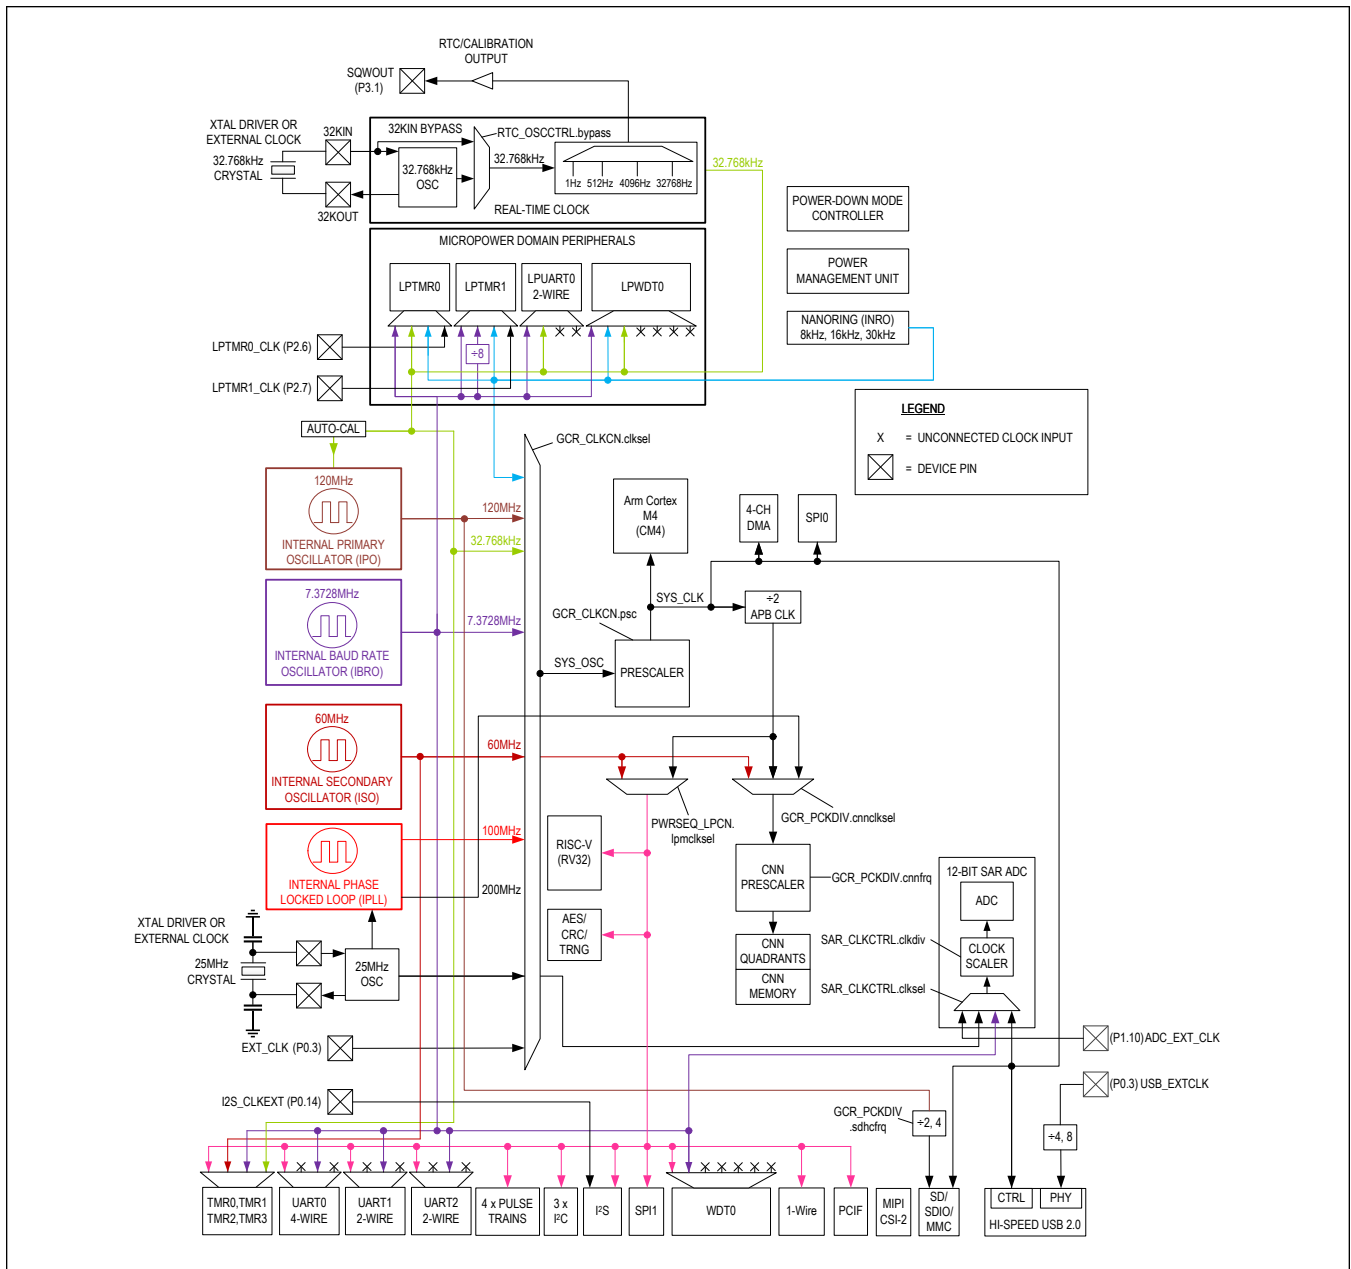 RTC/CALIBRATION
OUTPUT
SQWOUT
(P3.1)
XTAL DRIVER OR
EXTERNAL CLOCK
32KIN
32.768kHz
CRYSTAL
32KOUT
32KIN BYPASS
RTC_OSCCTRL.bypass
32.768kHz
OSC
32.768kHz
1Hz
512Hz
4096Hz
32768Hz
REAL-TIME CLOCK
32.768kHz
POWER-DOWN MODE
CONTROLLER
POWER
MANAGEMENT UNIT
NANORING (INRO)
8kHz, 16kHz, 30kHz
MICROPOWER DOMAIN PERIPHERALS
LPTMR0
LPTMR1
LPUART0
2-WIRE
LPWDT0
÷8
LPTMR0_CLK (P2.6)
LPTMR1_CLK (P2.7)
LEGEND
X = UNCONNECTED CLOCK INPUT
= DEVICE PIN
AUTO-CAL
GCR_CLKCN.clksel
120MHz
INTERNAL PRIMARY
OSCILLATOR (IPO)
120MHz
32.768kHz
7.3728MHz
INTERNAL BAUD RATE
OSCILLATOR (IBRO)
7.3728MHz
Arm Cortex
M4
(CM4)
4-CH
DMA
SPI0
SYS_CLK
÷2
APB CLK
GCR_CLKCN.psc
SYS_OSC
PRESCALER
60MHz
INTERNAL SECONDARY
OSCILLATOR (ISO)
60MHz
PWRSEQ_LPCN.
lpmclksel
GCR_PCKDIV.cnnclksel
100MHz
INTERNAL PHASE
LOCKED LOOP (IPLL)
200MHz
RISC-V
(RV32)
CNN
PRESCALER
GCR_PCKDIV.cnnfrq
AES/
CRC/
TRNG
CNN
QUADRANTS
CNN
MEMORY
12-BIT SAR ADC
ADC
SAR_CLKCTRL.clkdiv
CLOCK
SCALER
SAR_CLKCTRL.clksel
XTAL DRIVER OR
EXTERNAL CLOCK
25MHz
CRYSTAL
25MHz
OSC
EXT_CLK (P0.3)
(P1.10) ADC_EXT_CLK
(P0.3) USB_EXTCLK
I2S_CLKEXT (P0.14)
GCR_PCKDIV
.sdhcfrq
÷2, 4
÷4, 8
TMR0,TMR1
TMR2,TMR3
UART0
4-WIRE
UART1
2-WIRE
UART2
2-WIRE
4 x PULSE
TRAINS
3 x
I²C
I²S
SPI1
WDT0
1-Wire
PCIF
MIPI
CSI-2
SD/
SDIO/
MMC
CTRL
PHY
HI-SPEED USB 2.0